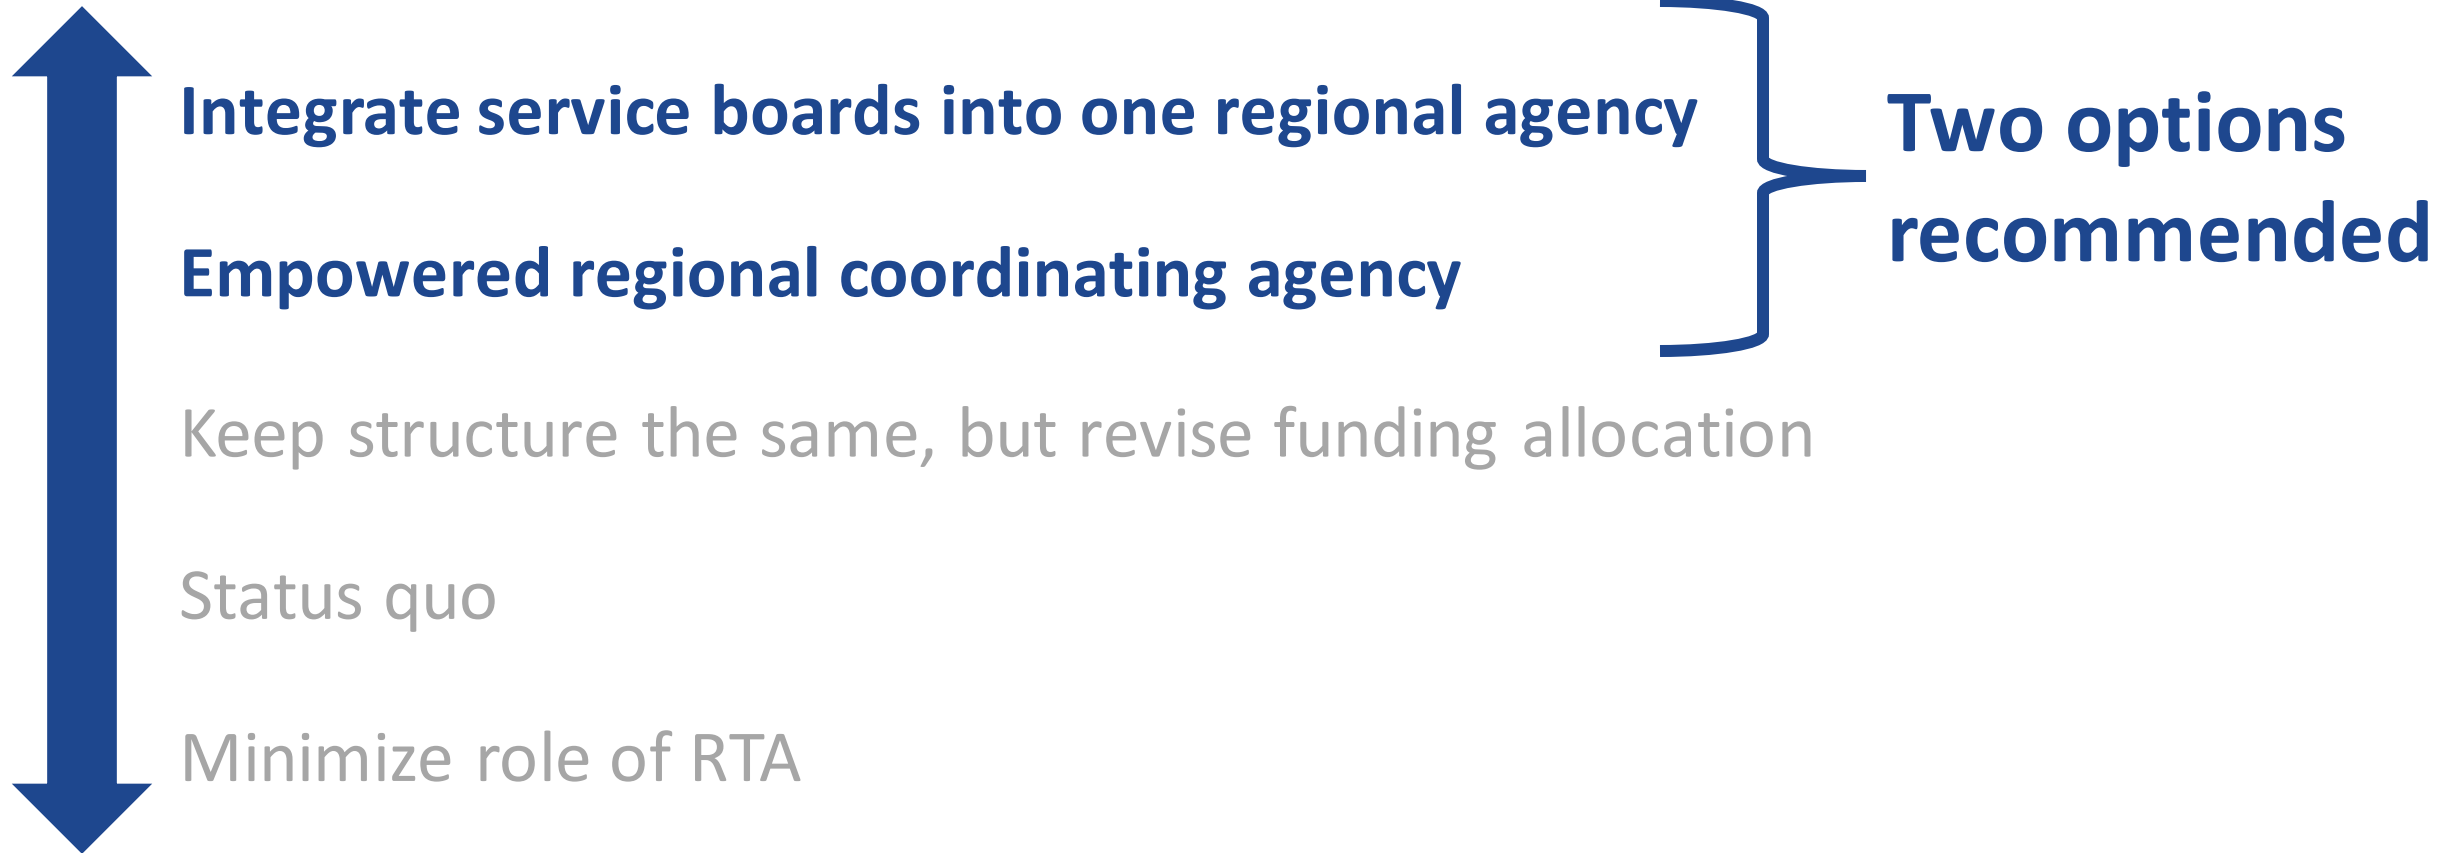 Integrate service boards into one regional agency
Empowered regional coordinating agency
Keep structure the same, but revise funding allocation
Status quo
Minimize role of RTA
Two options
recommended